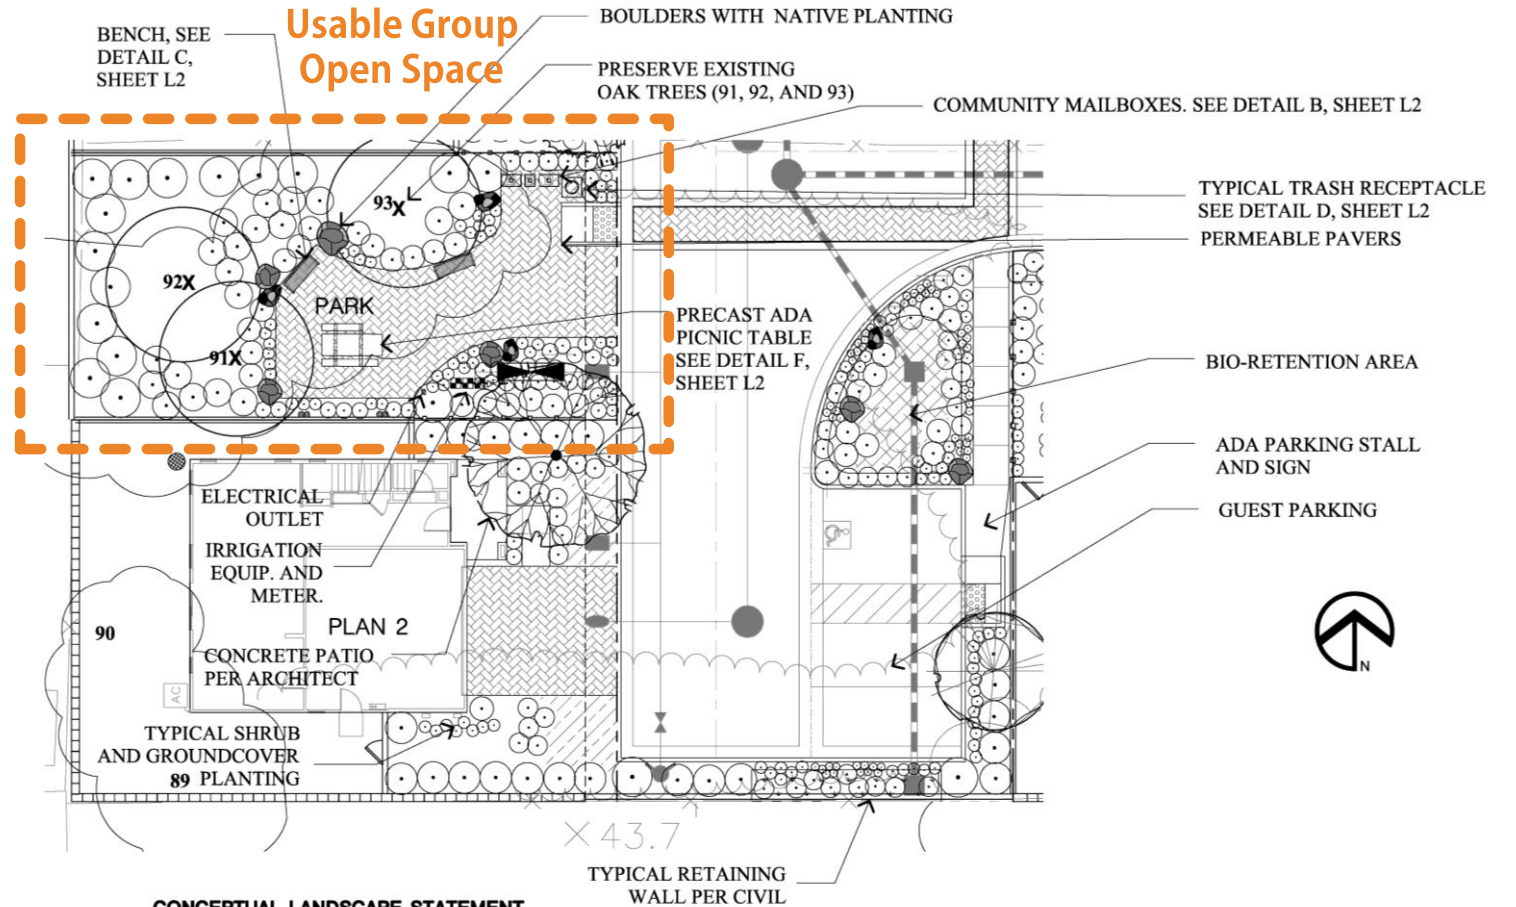 Usable Group
Open Space
BOULDERS WITH NATIVE PLANTING
BENCH, SEE
DETAIL C,
SHEET L2
PRESERVE EXISTING
OAK TREES (91, 92, AND 93)
COMMUNITY MAILBOXES. SEE DETAIL B, SHEET L2
TYPICAL TRASH RECEPTACLE
SEE DETAIL D, SHEET L2
PERMEABLE PAVERS
93X
92X
PARK
91X
PRECAST ADA
PICNIC TABLE
SEE DETAIL F,
SHEET L2
BIO-RETENTION AREA
ADA PARKING STALL
AND SIGN
GUEST PARKING
ELECTRICAL
OUTLET
IRRIGATION
EQUIP. AND
METER.
PLAN 2
90
CONCRETE PATIO
PER ARCHITECT
AC
N
TYPICAL SHRUB
AND GROUNDCOVER
89 PLANTING
X 43.7
TYPICAL RETAINING
WALL PER CIVIL
CONCEPTUAL LANDSCAPE STATEMENT